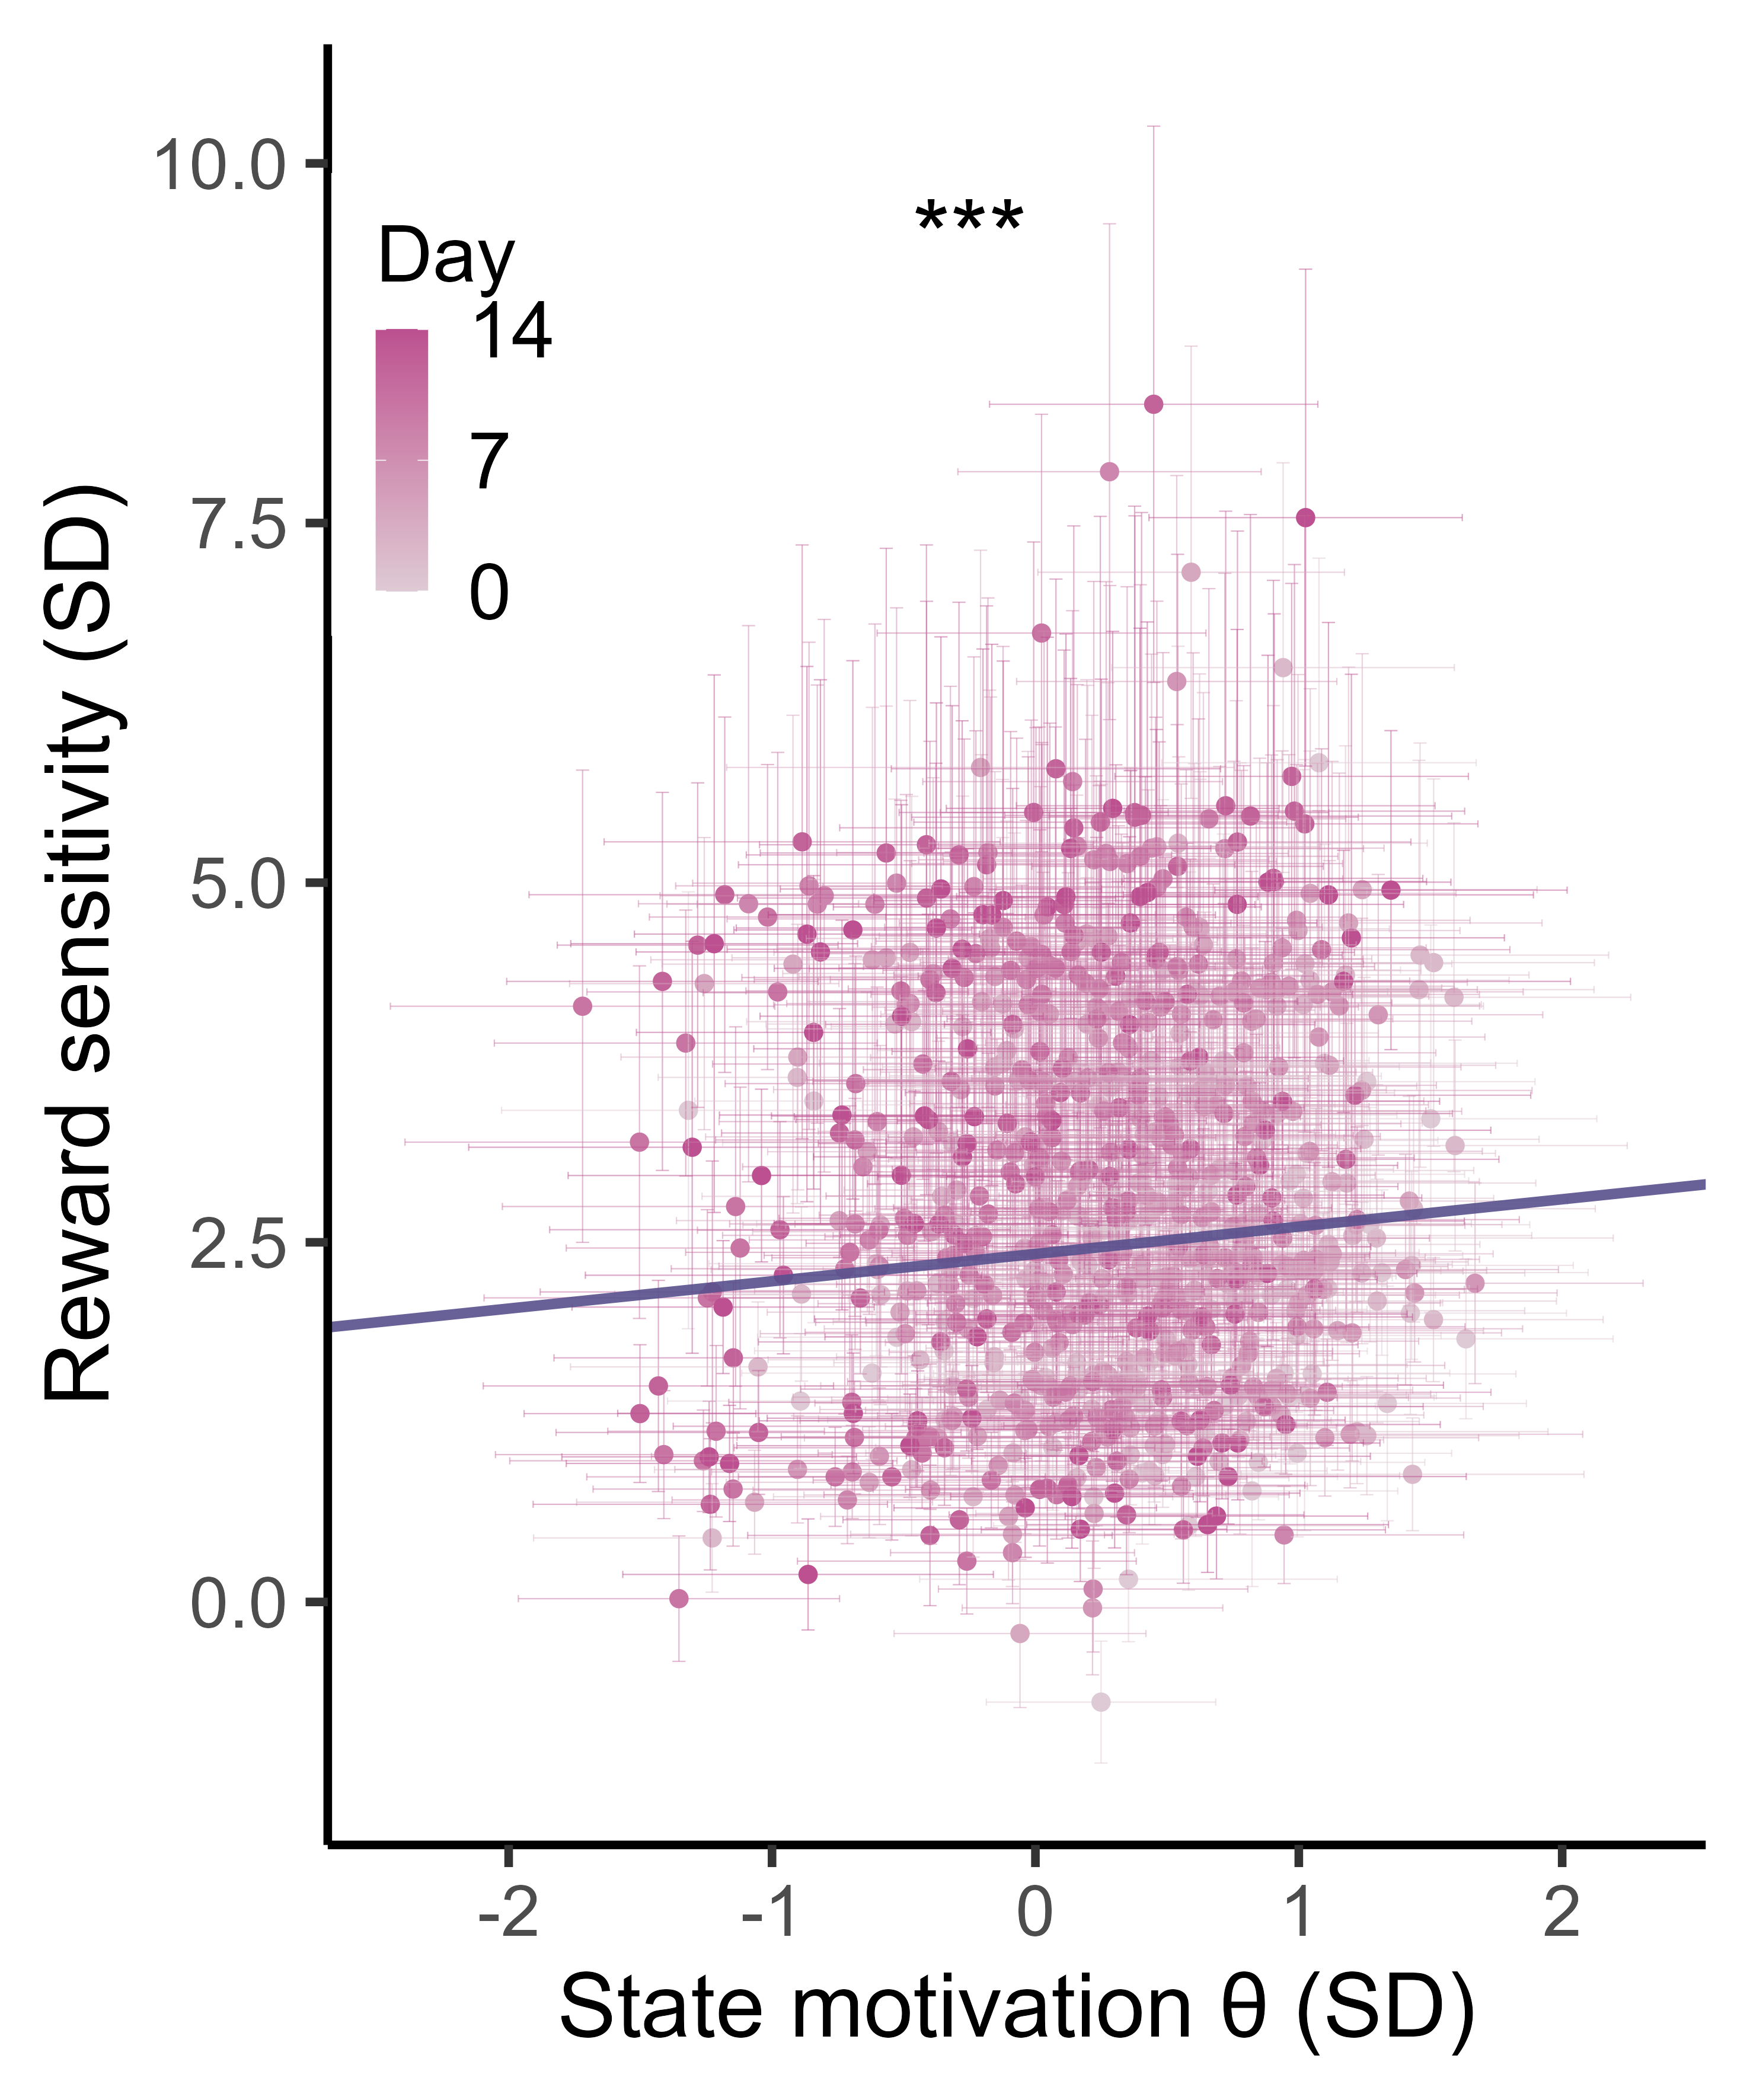 ***
Day
14
7
0
10.0
7.5
5.0
2.5
0.0
Reward sensitivity (SD)
-2 -1 0 1 2
State motivation θ (SD)